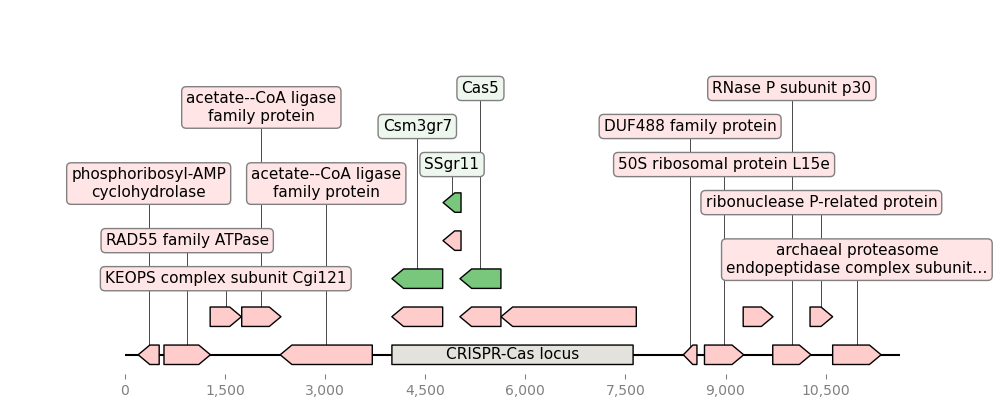 Cas5
RNase P subunit p30
acetate--CoA ligase
family protein
Csm3gr7
DUF488 family protein
SSgr11
50S ribosomal protein L15e
phosphoribosyl-AMP
cyclohydrolase
acetate--CoA ligase
family protein
ribonuclease P-related protein
RAD55 family ATPase
archaeal proteasome
endopeptidase complex subunit...
KEOPS complex subunit Cgi121
CRISPR-Cas locus
0 1,500 3,000 4,500 6,000 7,500 9,000 10,500